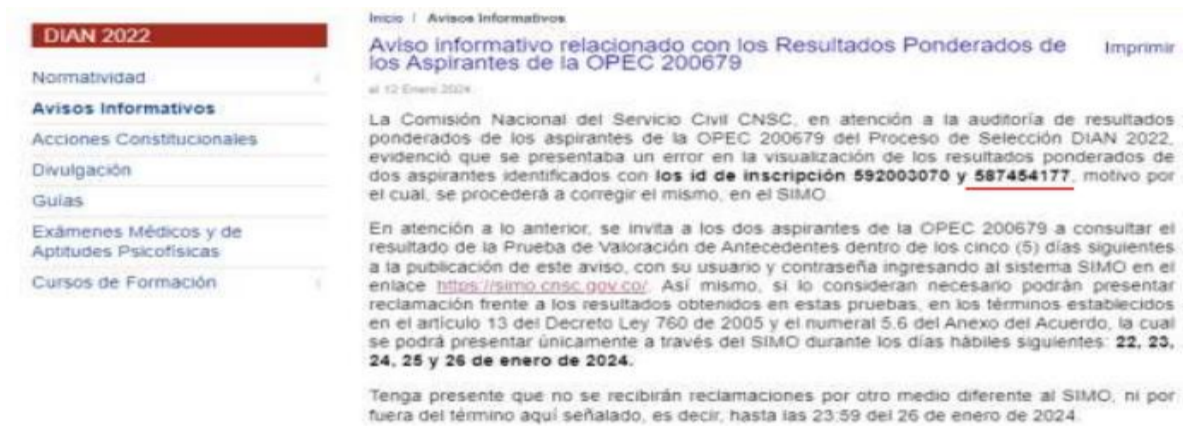 DIAN 2022
Normatividad
Avisos Informativos
Acciones Constitucionales
Divulgación
Guías
Exámenes Médicos y de
Aptitudes Psicofísicas
Cursos de Formación
Inicio / Avisos Informativos
Aviso informativo relacionado con los Resultados Ponderados de
los Aspirantes de la OPEC 200679
Imprimir
el 12 Enero 2024.
La Comisión Nacional del Servicio Civil CNSC, en atención a la auditoría de resultados
ponderados de los aspirantes de la OPEC 200679 del Proceso de Selección DIAN 2022,
evidenció que se presentaba un error en la visualización de los resultados ponderados de
dos aspirantes identificados con los id de inscripción 592003070 y 587454177, motivo por
el cual, se procederá a corregir el mismo, en el SIMO.
En atención a lo anterior, se invita a los dos aspirantes de la OPEC 200679 a consultar el
resultado de la Prueba de Valoración de Antecedentes dentro de los cinco (5) días siguientes
a la publicación de este aviso, con su usuario y contraseña ingresando al sistema SIMO en el
enlace https://simo.cnsc.gov.co/. Así mismo, si lo consideran necesario podrán presentar
reclamación frente a los resultados obtenidos en estas pruebas, en los términos establecidos
en el artículo 13 del Decreto Ley 760 de 2005 y el numeral 5.6 del Anexo del Acuerdo, la cual
se podrá presentar únicamente a través del SIMO durante los días hábiles siguientes: 22, 23,
24, 25 y 26 de enero de 2024.
Tenga presente que no se recibirán reclamaciones por otro medio diferente al SIMO, ni por
fuera del término aquí señalado, es decir, hasta las 23:59 del 26 de enero de 2024.